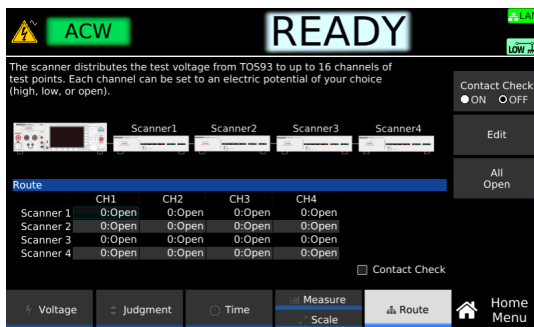 ACW
READY
LAN
LOW
The scanner distributes the test voltage from TOS93 to up to 16 channels of
test points. Each channel can be set to an electric potential of your choice
(high, low, or open).
Contact Check
ON OFF
Edit
All
Open
Scanner1 Scanner2 Scanner3 Scanner4
Route
CH1 CH2 CH3 CH4
Scanner 1 0:Open 0:Open 0:Open 0:Open
Scanner 2 0:Open 0:Open 0:Open 0:Open
Scanner 3 0:Open 0:Open 0:Open 0:Open
Scanner 4 0:Open 0:Open 0:Open 0:Open
Contact Check
Voltage
Judgment
Time
Measure
Scale
Route
Home
Menu